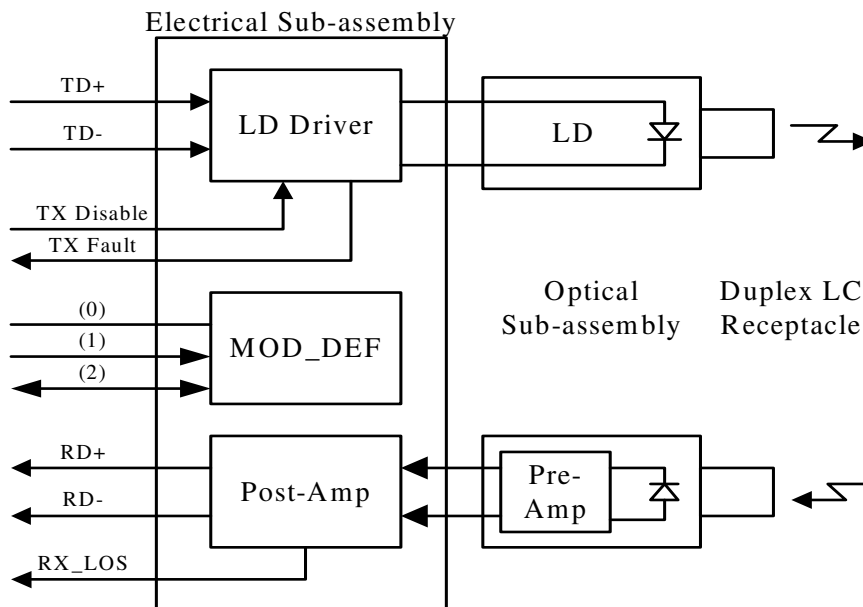 Electrical Sub-assembly
TD+
TD-
LD Driver
LD
TX Disable
TX Fault
(0)
(1)
(2)
MOD_DEF
Optical
Sub-assembly
Duplex LC
Receptacle
RD+
RD-
Post-Amp
Pre-
Amp
RX_LOS